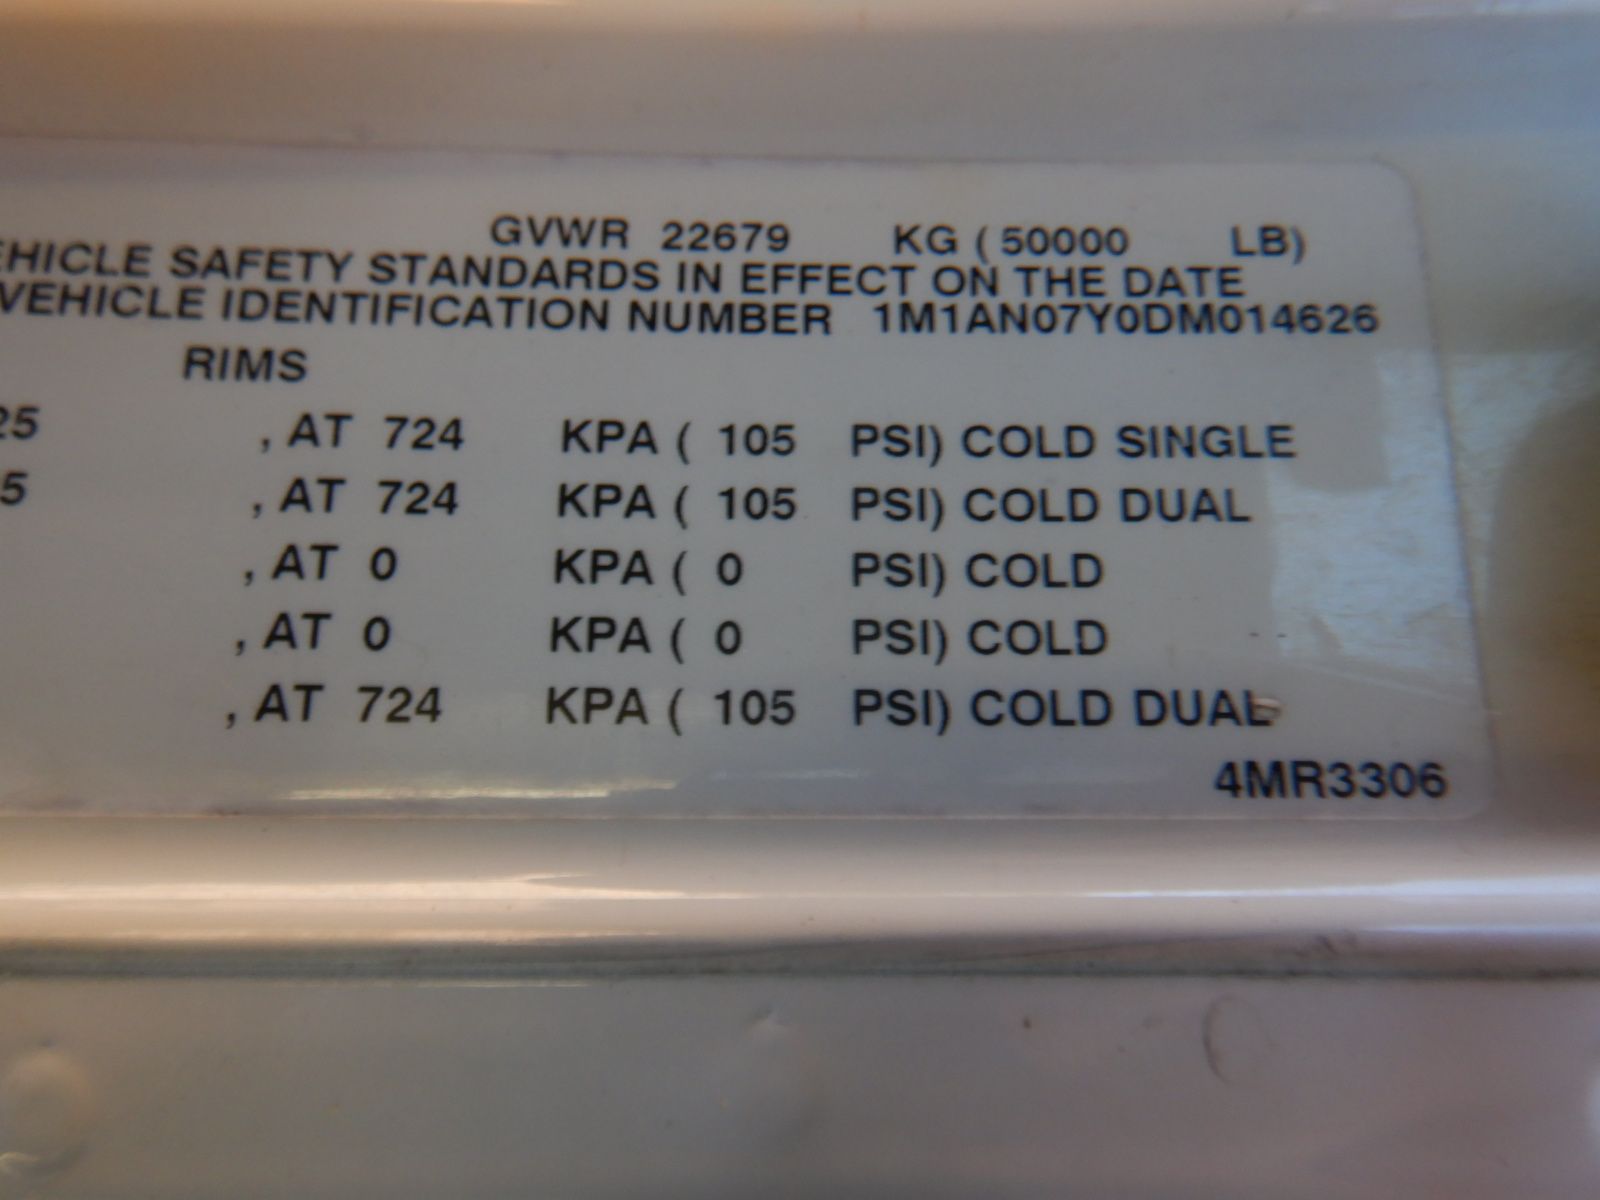 GVWR 22679 KG ( 50000 LB)
EHICLE SAFETY STANDARDS IN EFFECT ON THE DATE
VEHICLE IDENTIFICATION NUMBER 1M1AN07Y0DM014626
RIMS
25 , AT 724 KPA ( 105 PSI) COLD SINGLE
5 , AT 724 KPA ( 105 PSI) COLD DUAL
, AT 0 KPA ( 0 PSI) COLD
, AT 0 KPA ( 0 PSI) COLD
, AT 724 KPA ( 105 PSI) COLD DUAL
4MR3306